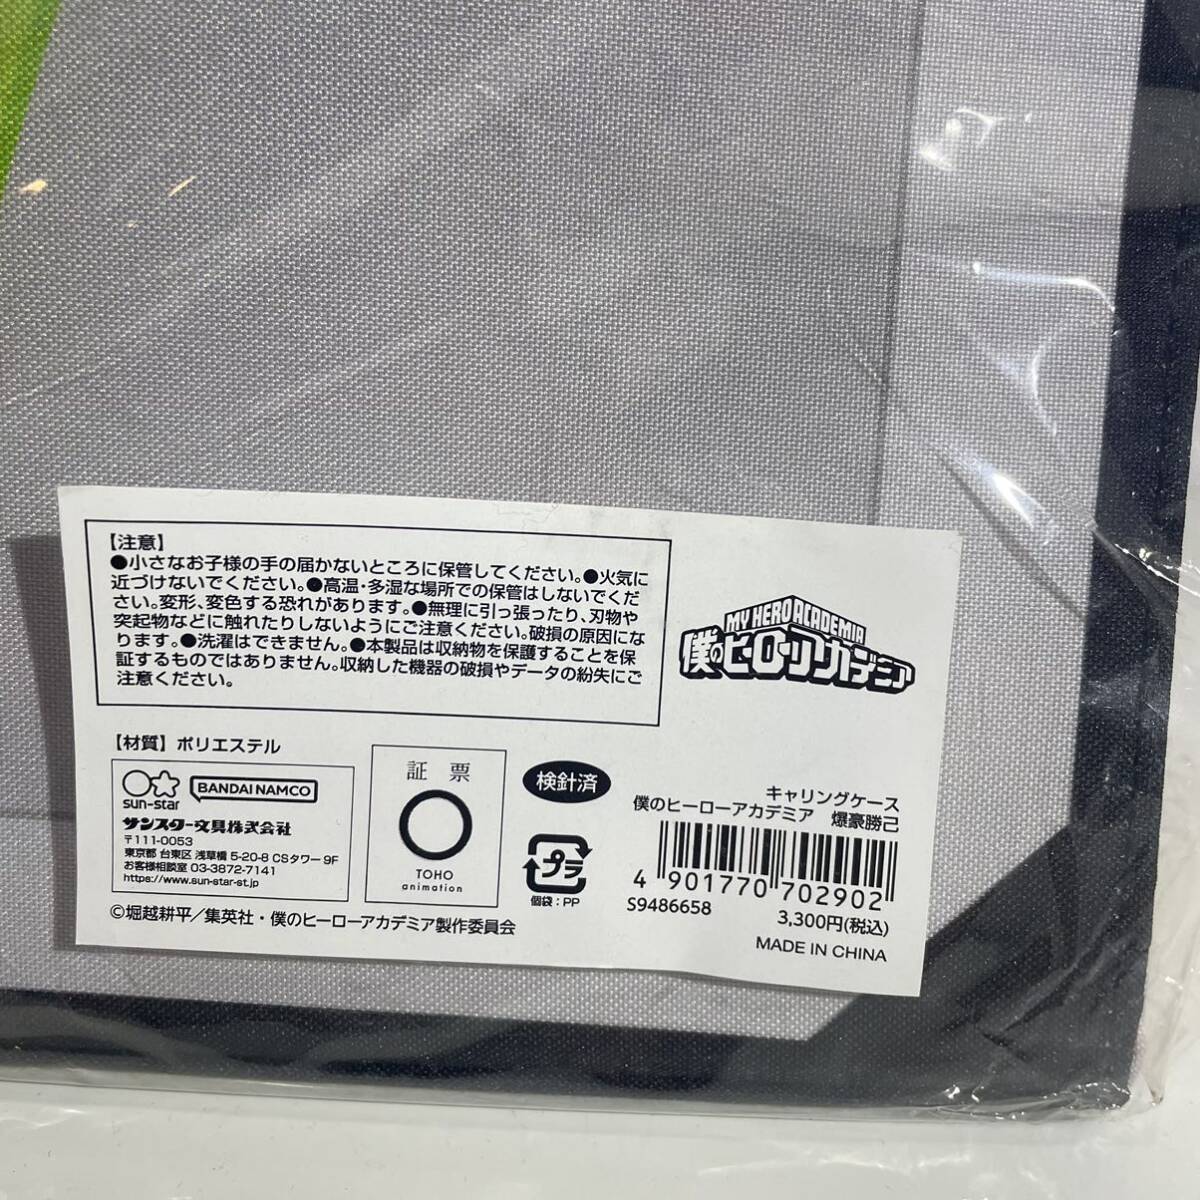 【注意】
●小さなお子様の手の届かないところに保管してください。●火気に
近づけないでください。●高温・多湿な場所での保管はしないでくだ
さい。変形、変色する恐れがあります。●無理に引っ張ったり、刃物や
突起物などに触れたりしないようにご注意ください。破損の原因にな
ります。●洗濯はできません。●本製品は収納物を保護することを保
証するものではありません。収納した機器の破損やデータの紛失にご
注意ください。
MY HERO ACADEMIA
僕のヒーローアカデミア
【材質】ポリエステル
sun-star
BANDAI NAMCO
サンスター文具株式会社
〒111-0053
東京都 台東区 浅草橋 5-20-8 CSタワー9F
お客様相談室 03-3872-7141
https://www.sun-star-st.jp
証 票
TOHO
animation
検針済
プラ
個袋:PP
©堀越耕平／集英社・僕のヒーローアカデミア製作委員会
キャリングケース
僕のヒーローアカデミア 爆豪勝己
4 901770 702902
S9486658
3,300円(税込)
MADE IN CHINA